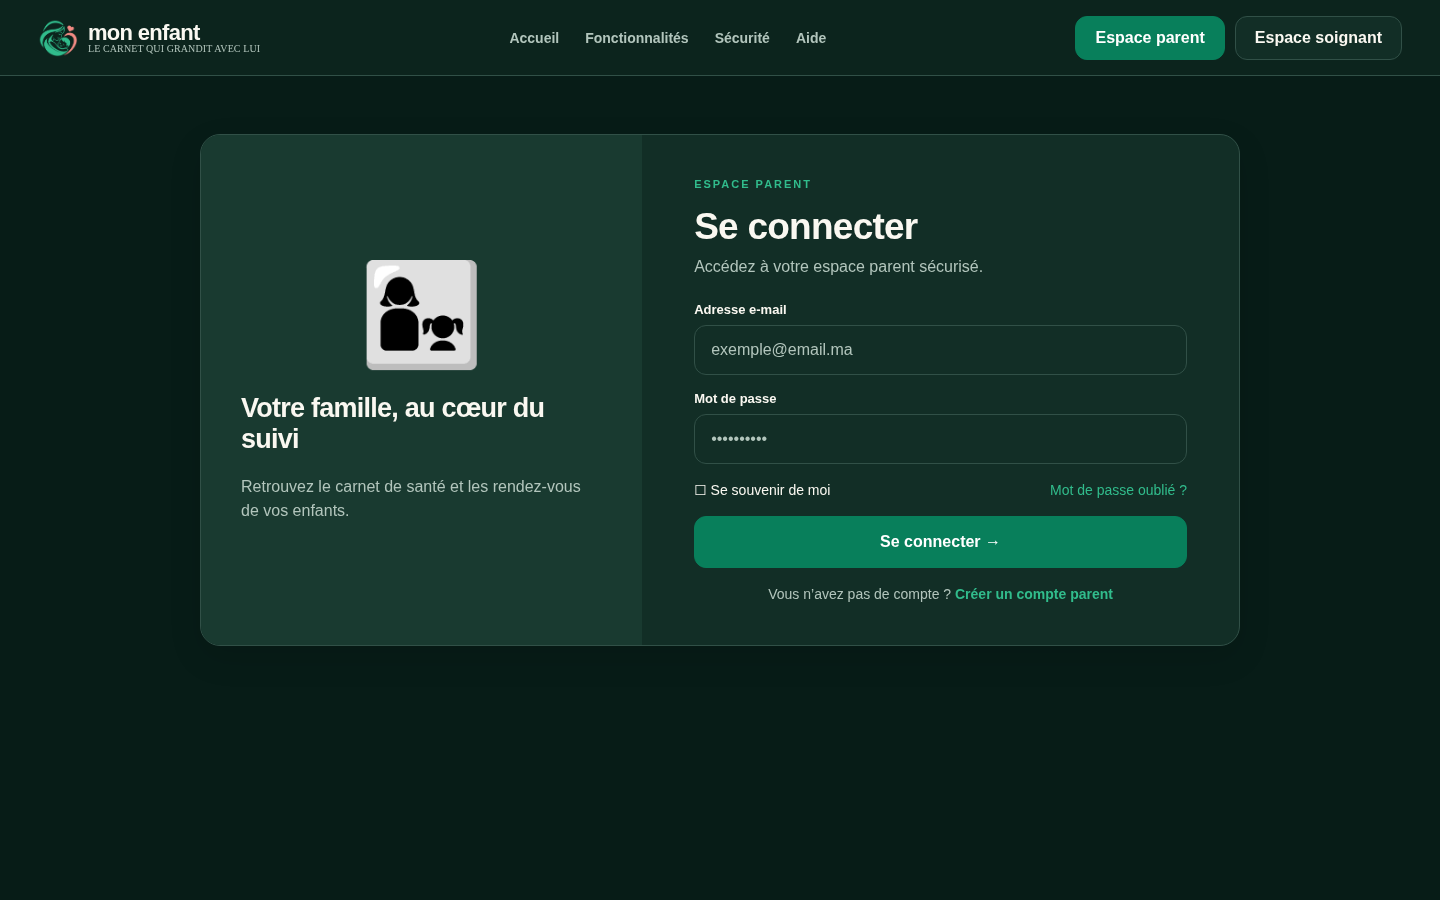 mon enfant
LE CARNET QUI GRANDIT AVEC LUI
Accueil
Fonctionnalités
Sécurité
Aide
Espace parent
Espace soignant
Votre famille, au cœur du
suivi
Retrouvez le carnet de santé et les rendez-vous
de vos enfants.
ESPACE PARENT
Se connecter
Accédez à votre espace parent sécurisé.
Adresse e-mail
exemple@email.ma
Mot de passe
••••••••••
☐ Se souvenir de moi
Mot de passe oublié ?
Se connecter →
Vous n’avez pas de compte ? Créer un compte parent